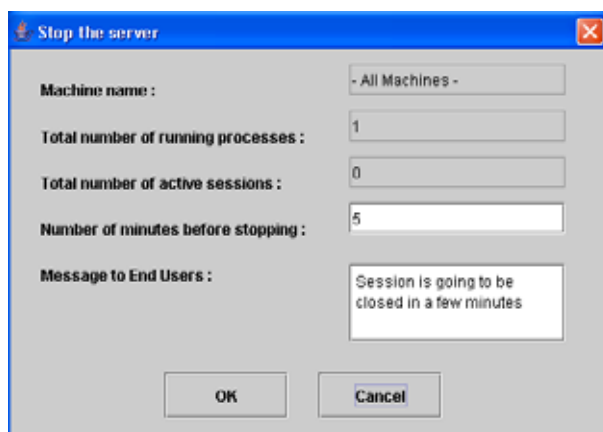 Stop the server
Machine name :
- All Machines -
Total number of running processes :
1
Total number of active sessions :
0
Number of minutes before stopping :
5
Message to End Users :
Session is going to be
closed in a few minutes
OK
Cancel